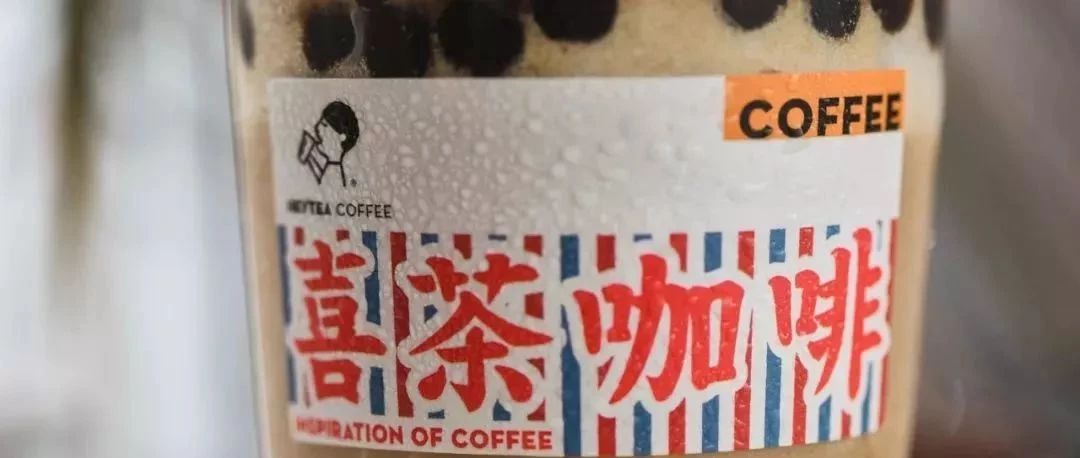 COFFEE
HEYTEA COFFEE
喜茶咖啡
INSPIRATION OF COFFEE